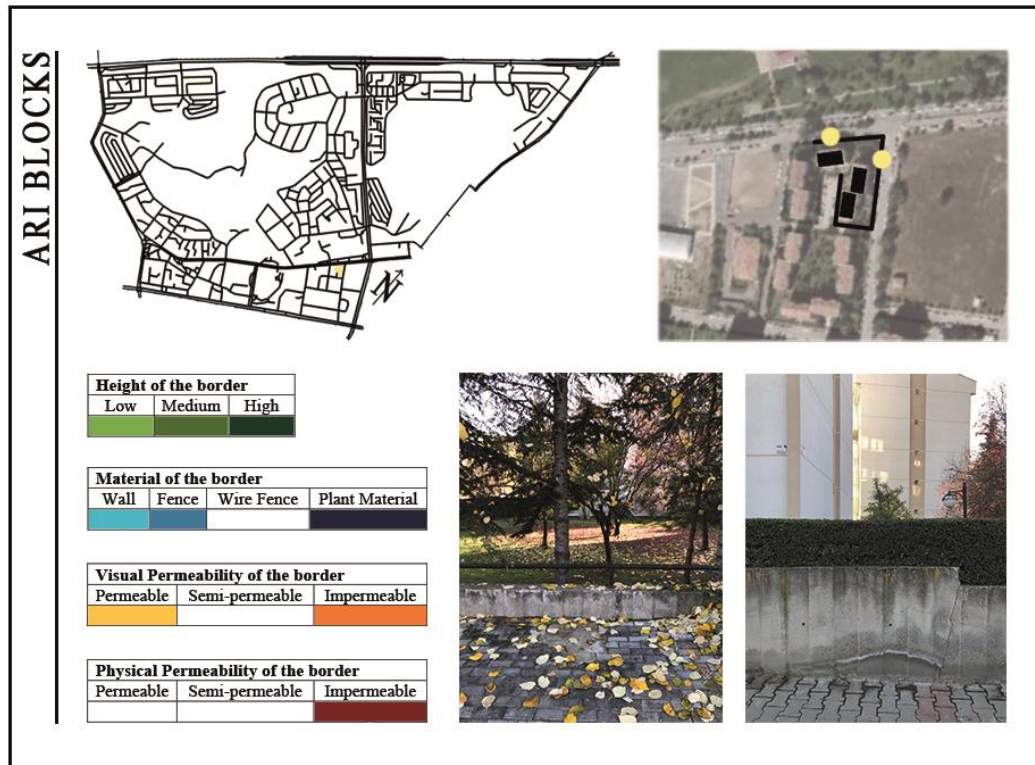 ARI BLOCKS
N
Height of the border
Low Medium High
Material of the border
Wall Fence Wire Fence Plant Material
Visual Permeability of the border
Permeable Semi-permeable Impermeable
Physical Permeability of the border
Permeable Semi-permeable Impermeable